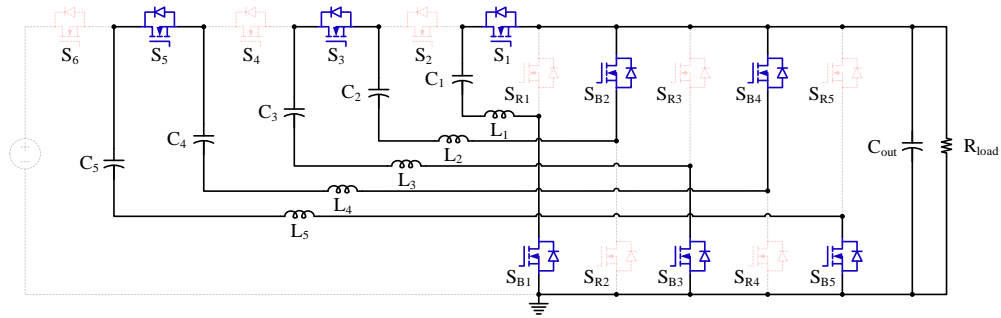 S6 S5 S4 S3 S2 S1
C1
C2
SR1 SB2 SR3 SB4 SR5
C3
L1
C4
Cout
Rload
L2
C5
L3
L4
L5
SB1 SR2 SB3 SR4 SB5